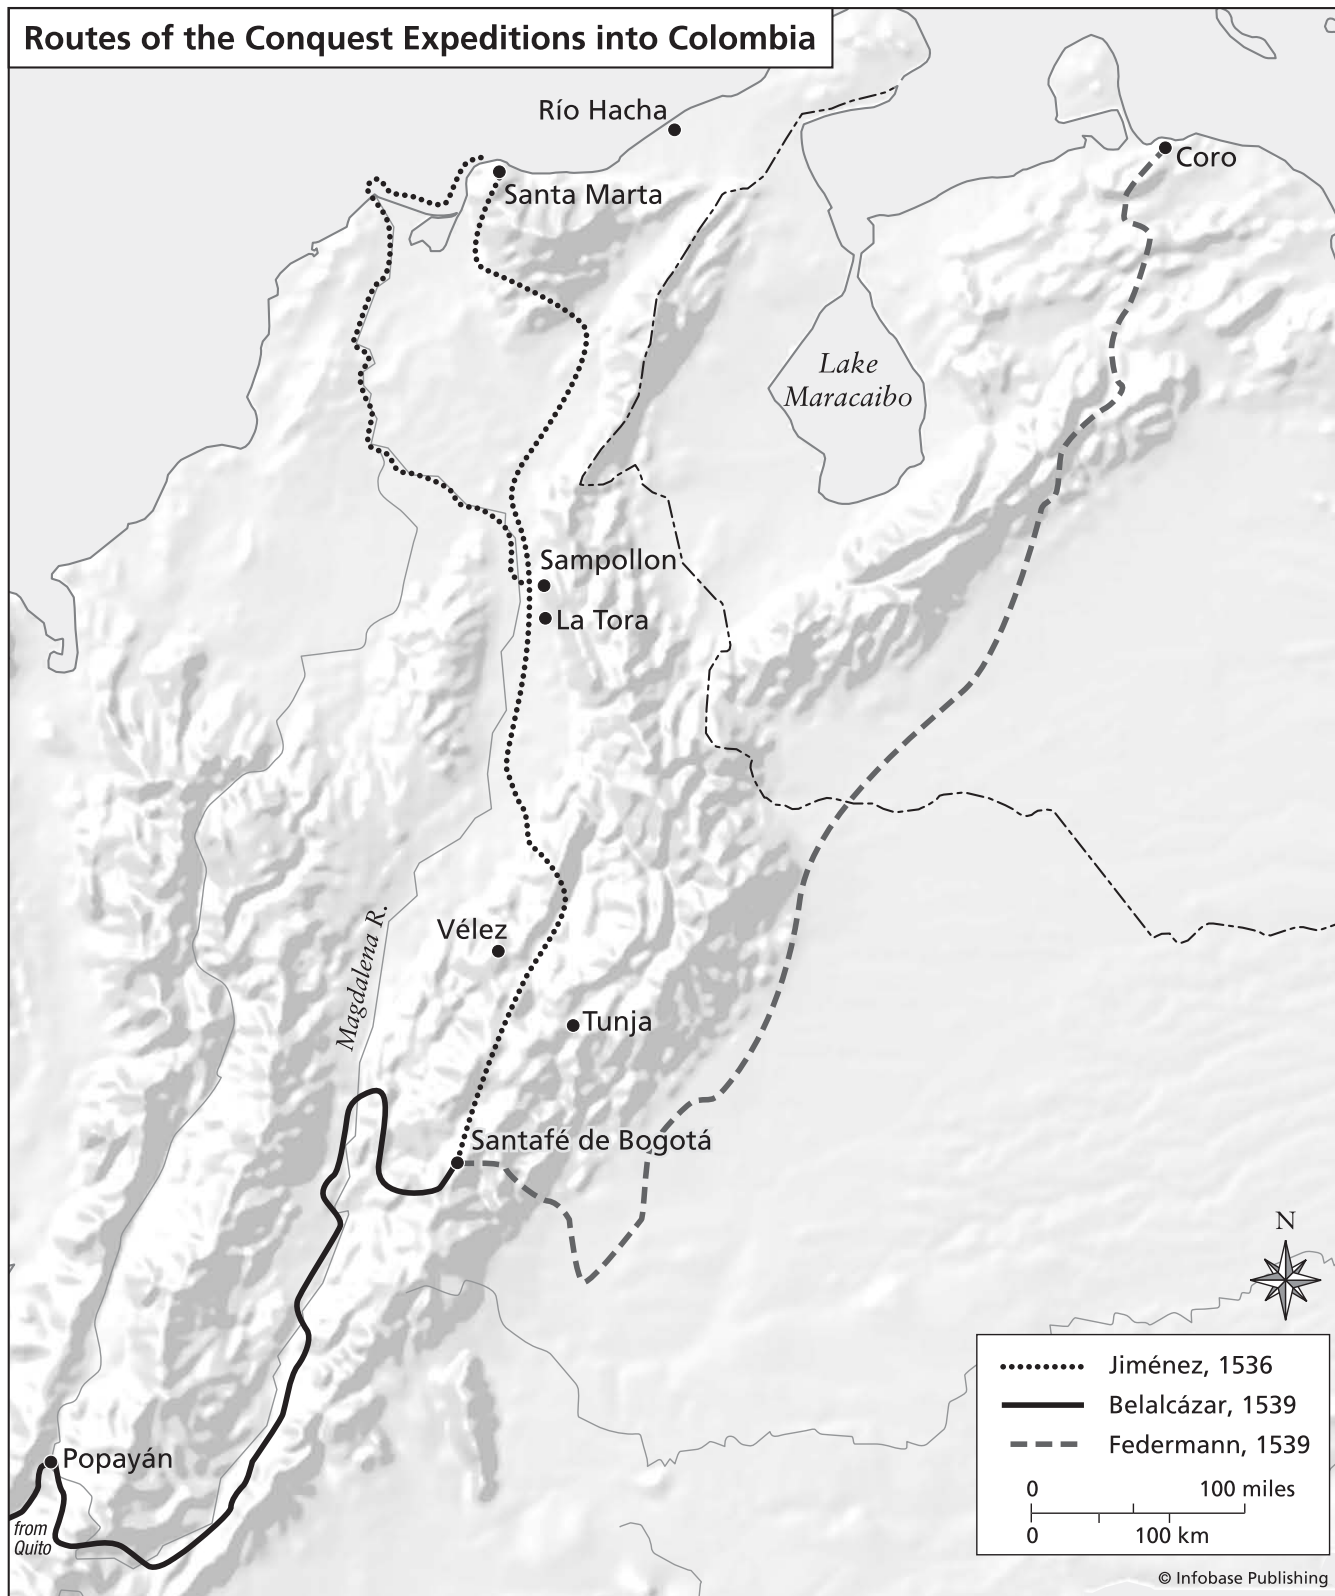 Routes of the Conquest Expeditions into Colombia
Río Hacha
Coro
Santa Marta
Lake
Maracaibo
Sampollon
La Tora
Vélez
Magdalena R.
Tunja
Santafé de Bogotá
N
Jiménez, 1536
Belalcázar, 1539
Federmann, 1539
Popayán
0 100 miles
0 100 km
from
Quito
© Infobase Publishing